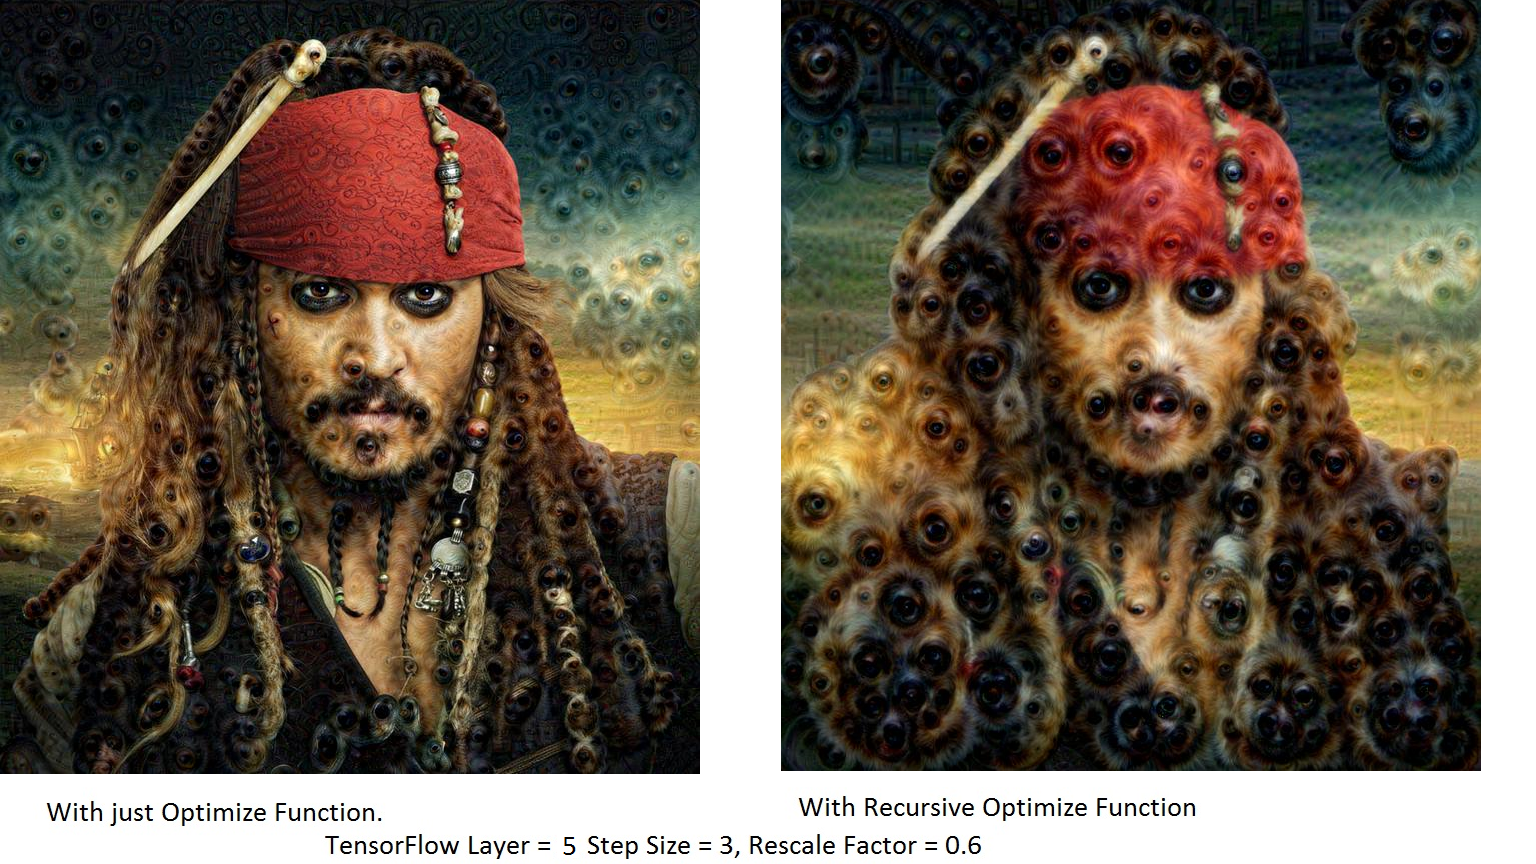 With just Optimize Function.
With Recursive Optimize Function
TensorFlow Layer = 5 Step Size = 3, Rescale Factor = 0.6